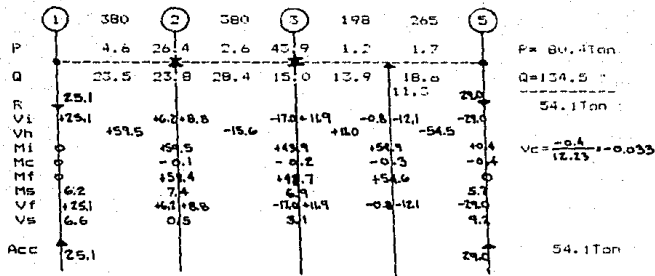 1 380 2 380 3 198 265 5
P 4.6 26.4 2.6 43.9 1.2 1.7 P= 80.4Ton
Q 23.5 23.8 28.4 15.0 13.9 18.6 Q=134.5
11.3
R 25.1 29.0 54.1Ton
Vi +25.1 +6.2 +8.8 -17.0 +11.9 -0.8 -12.1 -29.0
Vh +59.5 -15.6 +11.0 -54.5
Mi 0 +59.5 +43.9 +54.9 +0.4
Vc= -0.4 / 12.23 = -0.033
Mc 0 -0.1 -0.2 -0.3 -0.4
Mf 0 +59.4 +54.6 0
Ms 6.2 7.4 6.9 5.7
Vf +25.1 +6.2 +8.8 -17.0 +11.9 -0.8 -12.1 -29.0
Vs 6.6 0.5 3.1 9.2
Acc 25.1 29.0 54.1Ton